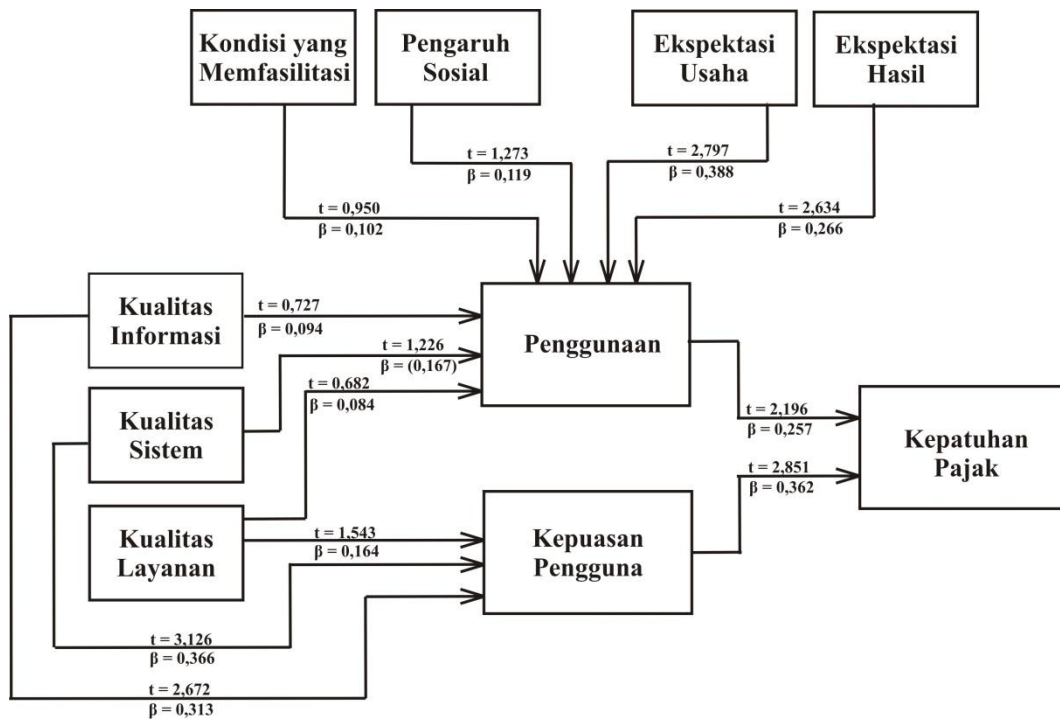 Kondisi yang
Memfasilitasi
Pengaruh
Sosial
Ekspektasi
Usaha
Ekspektasi
Hasil
t = 1,273
β = 0,119
t = 2,797
β = 0,388
t = 0,950
β = 0,102
t = 2,634
β = 0,266
Kualitas
Informasi
t = 0,727
β = 0,094
Penggunaan
t = 1,226
β = (0,167)
t = 0,682
β = 0,084
Kualitas
Sistem
t = 2,196
β = 0,257
Kepatuhan
Pajak
t = 2,851
β = 0,362
Kualitas
Layanan
t = 1,543
β = 0,164
Kepuasan
Pengguna
t = 3,126
β = 0,366
t = 2,672
β = 0,313